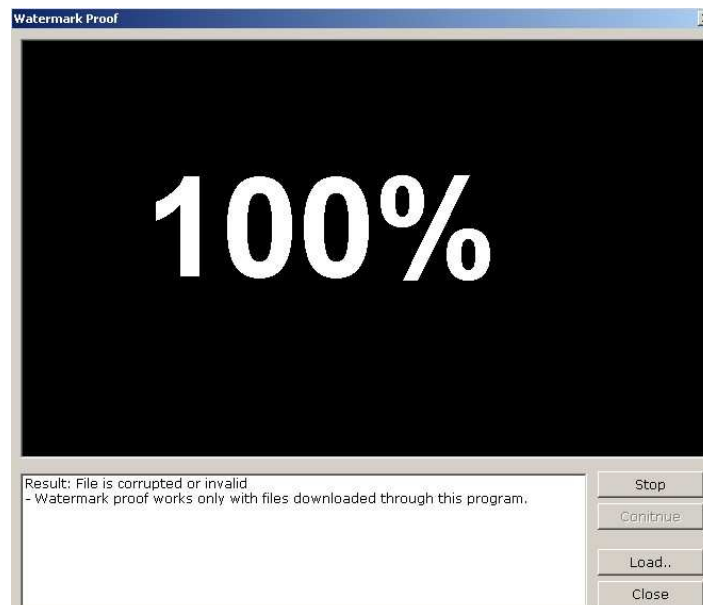 Watermark Proof
100%
Result: File is corrupted or invalid
- Watermark proof works only with files downloaded through this program.
Stop
Conitnue
Load..
Close